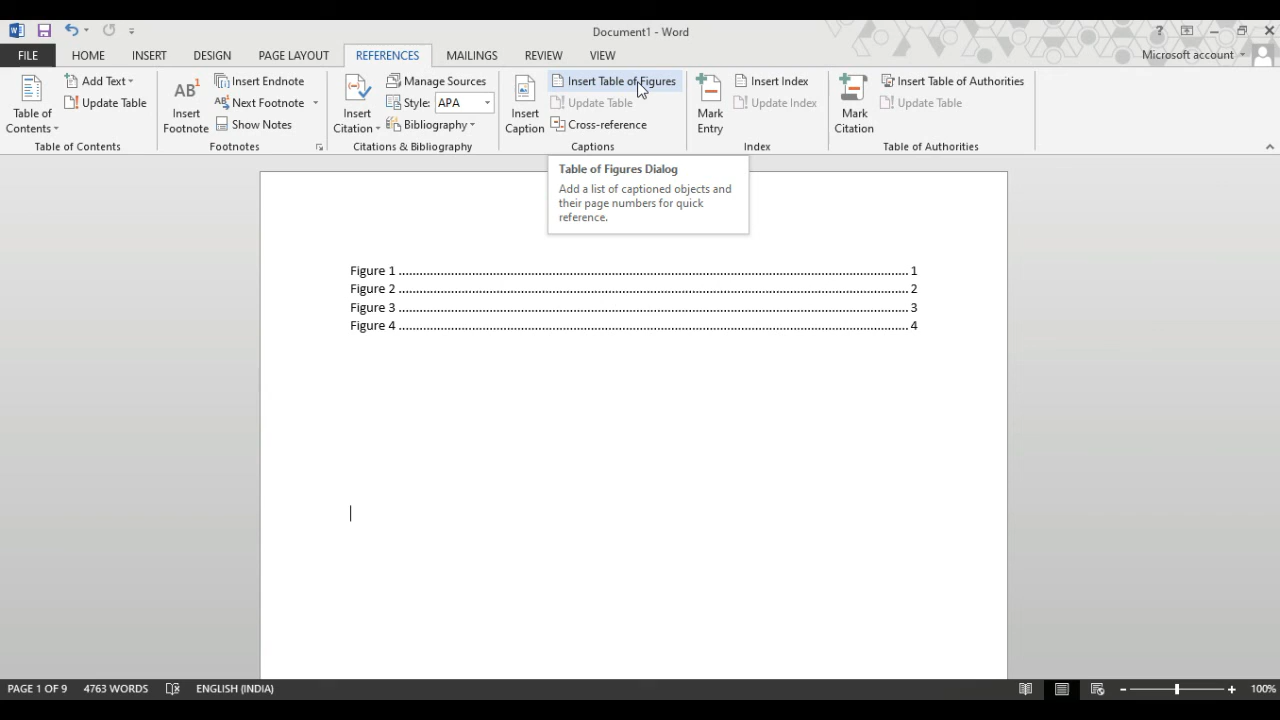 Document1 - Word
?
FILE HOME INSERT DESIGN PAGE LAYOUT REFERENCES MAILINGS REVIEW VIEW Microsoft account
Table of Contents
Add Text
Update Table
Table of Contents
AB1
Insert Footnote
Insert Endnote
AB1 Next Footnote
Show Notes
Footnotes
Insert Citation
Manage Sources
Style: APA
Bibliography
Citations & Bibliography
Insert Caption
Insert Table of Figures
Update Table
Cross-reference
Captions
Mark Entry
Insert Index
Update Index
Index
Mark Citation
Insert Table of Authorities
Update Table
Table of Authorities
Table of Figures Dialog
Add a list of captioned objects and
their page numbers for quick
reference.
Figure 1 ........................................................................ 1
Figure 2 ........................................................................ 2
Figure 3 ........................................................................ 3
Figure 4 ........................................................................ 4
PAGE 1 OF 9 4763 WORDS ENGLISH (INDIA) 100%